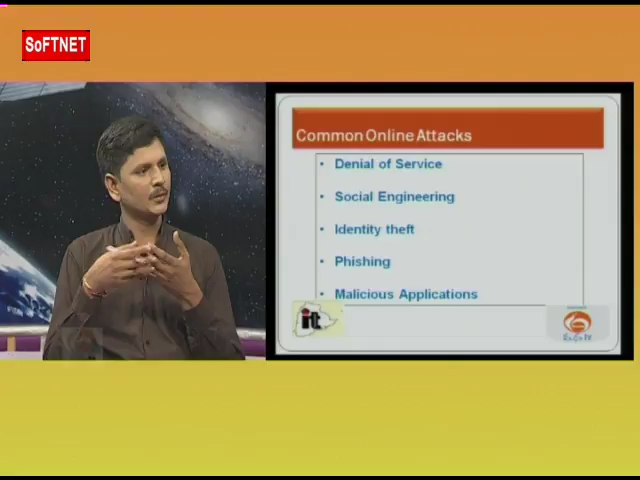 SoFTNET
Common Online Attacks
• Denial of Service
• Social Engineering
• Identity theft
• Phishing
• Malicious Applications
it